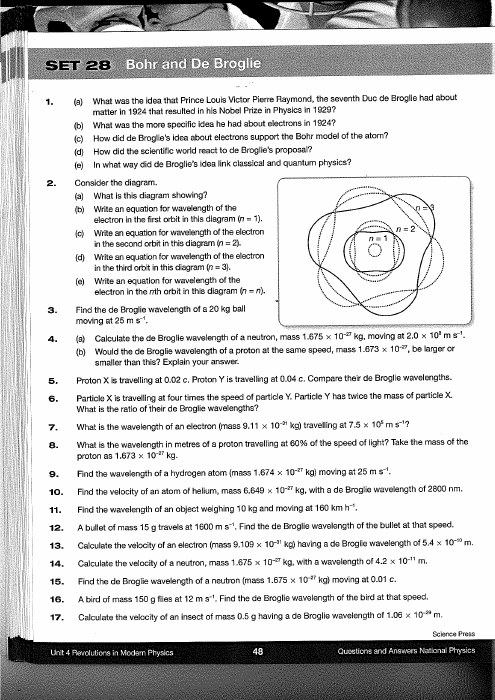 SET 28 Bohr and De Broglie
1. (a) What was the idea that Prince Louis Victor Pierre Raymond, the seventh Duc de Broglie had about
matter in 1924 that resulted in his Nobel Prize in Physics in 1929?
(b) What was the more specific idea he had about electrons in 1924?
(c) How did de Broglie's idea about electrons support the Bohr model of the atom?
(d) How did the scientific world react to de Broglie's proposal?
(e) In what way did de Broglie's idea link classical and quantum physics?
2. Consider the diagram.
(a) What is this diagram showing?
(b) Write an equation for wavelength of the
electron in the first orbit in this diagram (n = 1).
(c) Write an equation for wavelength of the electron
in the second orbit in this diagram (n = 2).
(d) Write an equation for wavelength of the electron
in the third orbit in this diagram (n = 3).
(e) Write an equation for wavelength of the
electron in the nth orbit in this diagram (n = n).
n = 3
n = 2
n = 1
3. Find the de Broglie wavelength of a 20 kg ball
moving at 25 m s⁻¹.
4. (a) Calculate the de Broglie wavelength of a neutron, mass 1.675 × 10⁻²⁷ kg, moving at 2.0 × 10⁶ m s⁻¹.
(b) Would the de Broglie wavelength of a proton at the same speed, mass 1.673 × 10⁻²⁷, be larger or
smaller than this? Explain your answer.
5. Proton X is travelling at 0.02 c. Proton Y is travelling at 0.04 c. Compare their de Broglie wavelengths.
6. Particle X is travelling at four times the speed of particle Y. Particle Y has twice the mass of particle X.
What is the ratio of their de Broglie wavelengths?
7. What is the wavelength of an electron (mass 9.11 × 10⁻³¹ kg) travelling at 7.5 × 10⁵ m s⁻¹?
8. What is the wavelength in metres of a proton travelling at 60% of the speed of light? Take the mass of the
proton as 1.673 × 10⁻²⁷ kg.
9. Find the wavelength of a hydrogen atom (mass 1.674 × 10⁻²⁷ kg) moving at 25 m s⁻¹.
10. Find the velocity of an atom of helium, mass 6.649 × 10⁻²⁷ kg, with a de Broglie wavelength of 2800 nm.
11. Find the wavelength of an object weighing 10 kg and moving at 160 km h⁻¹.
12. A bullet of mass 15 g travels at 1600 m s⁻¹. Find the de Broglie wavelength of the bullet at that speed.
13. Calculate the velocity of an electron (mass 9.109 × 10⁻³¹ kg) having a de Broglie wavelength of 5.4 × 10⁻¹⁰ m.
14. Calculate the velocity of a neutron, mass 1.675 × 10⁻²⁷ kg, with a wavelength of 4.2 × 10⁻¹¹ m.
15. Find the de Broglie wavelength of a neutron (mass 1.675 × 10⁻²⁷ kg) moving at 0.01 c.
16. A bird of mass 150 g flies at 12 m s⁻¹. Find the de Broglie wavelength of the bird at that speed.
17. Calculate the velocity of an insect of mass 0.5 g having a de Broglie wavelength of 1.06 × 10⁻²⁹ m.
Science Press
Unit 4 Revolutions in Modern Physics 48 Questions and Answers National Physics